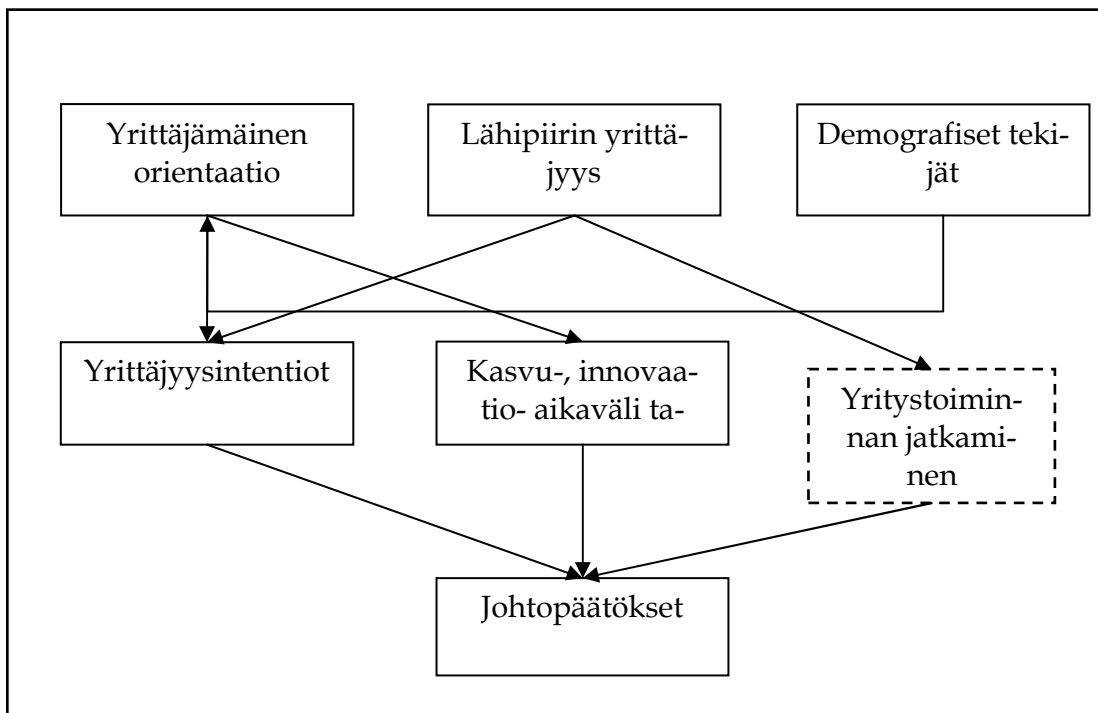 Yrittäjämäinen
orientaatio
Lähipiirin yrittä-
jyys
Demografiset teki-
jät
Yrittäjyysintentiot
Kasvu-, innovaa-
tio- aikaväli ta-
Yritystoimin-
nan jatkami-
nen
Johtopäätökset